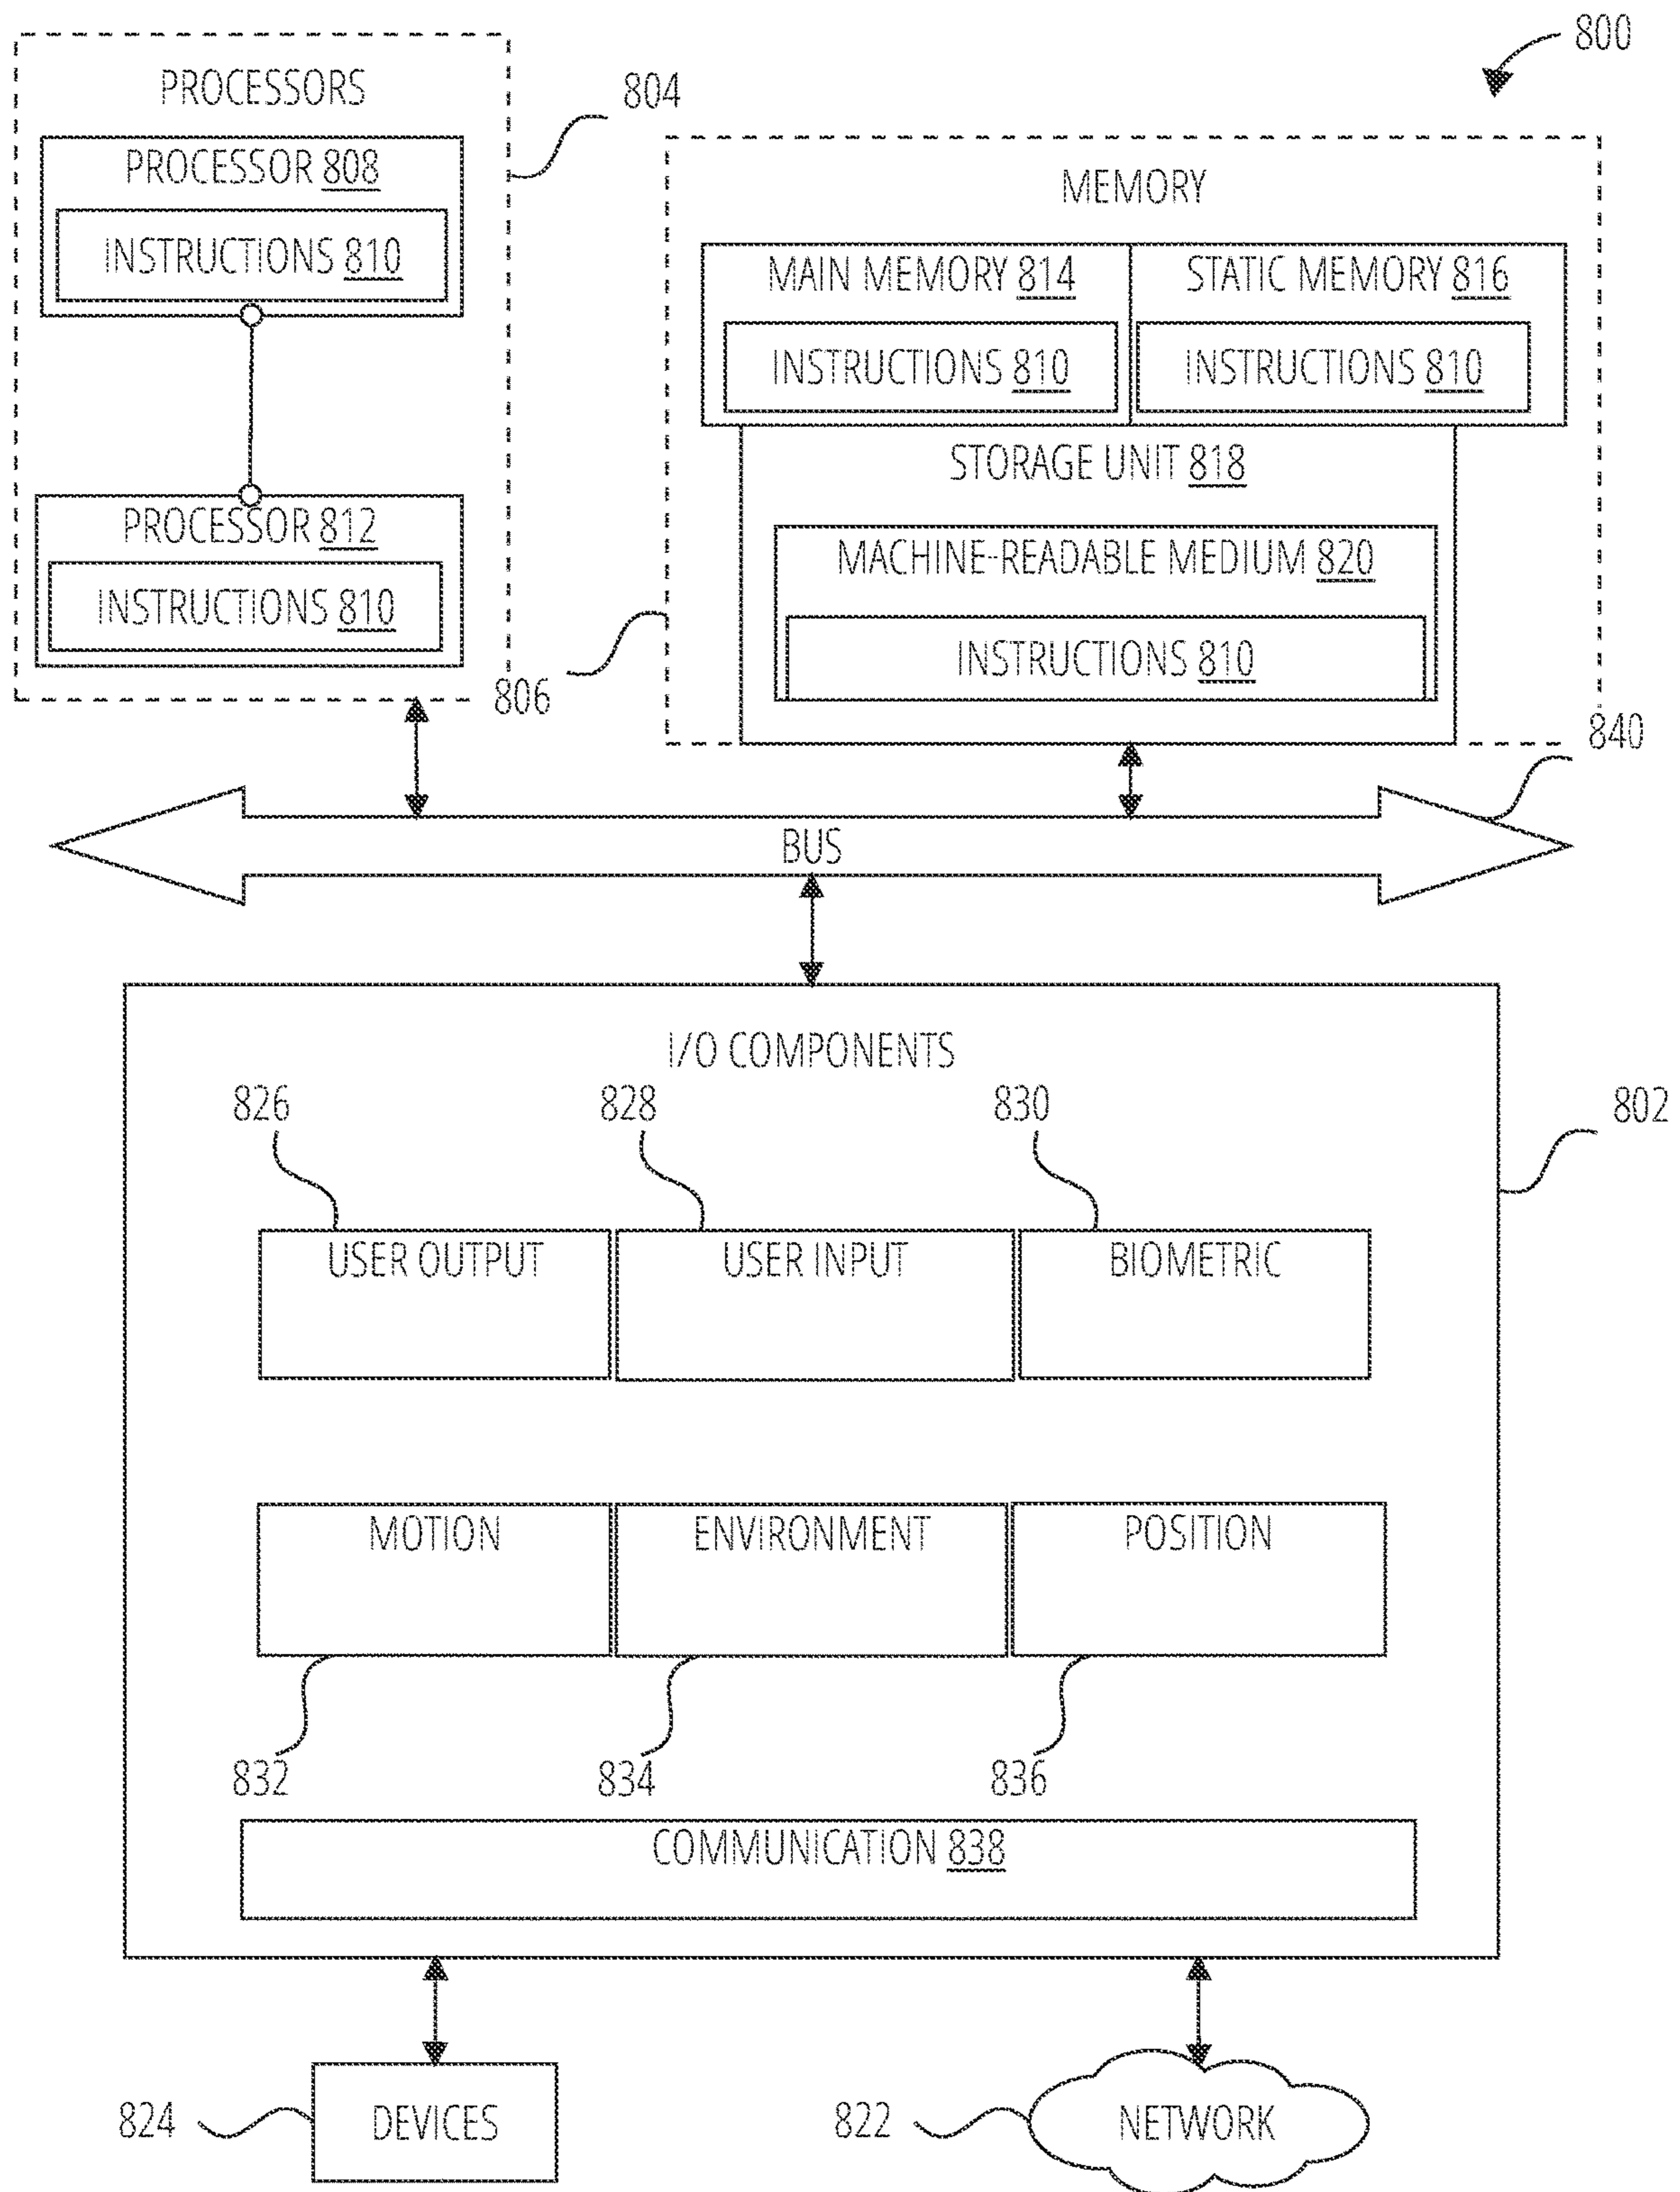 800
PROCESSORS
804
PROCESSOR 808
INSTRUCTIONS 810
PROCESSOR 812
INSTRUCTIONS 810
MEMORY
MAIN MEMORY 814
STATIC MEMORY 816
INSTRUCTIONS 810
INSTRUCTIONS 810
STORAGE UNIT 818
MACHINE-READABLE MEDIUM 820
INSTRUCTIONS 810
806
840
BUS
I/O COMPONENTS
826
828
830
802
USER OUTPUT
USER INPUT
BIOMETRIC
MOTION
ENVIRONMENT
POSITION
832
834
836
COMMUNICATION 838
824
DEVICES
822
NETWORK